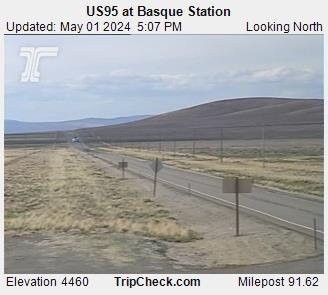 US95 at Basque Station
Updated: May 01 2024 5:07 PM Looking North
Elevation 4460 TripCheck.com Milepost 91.62